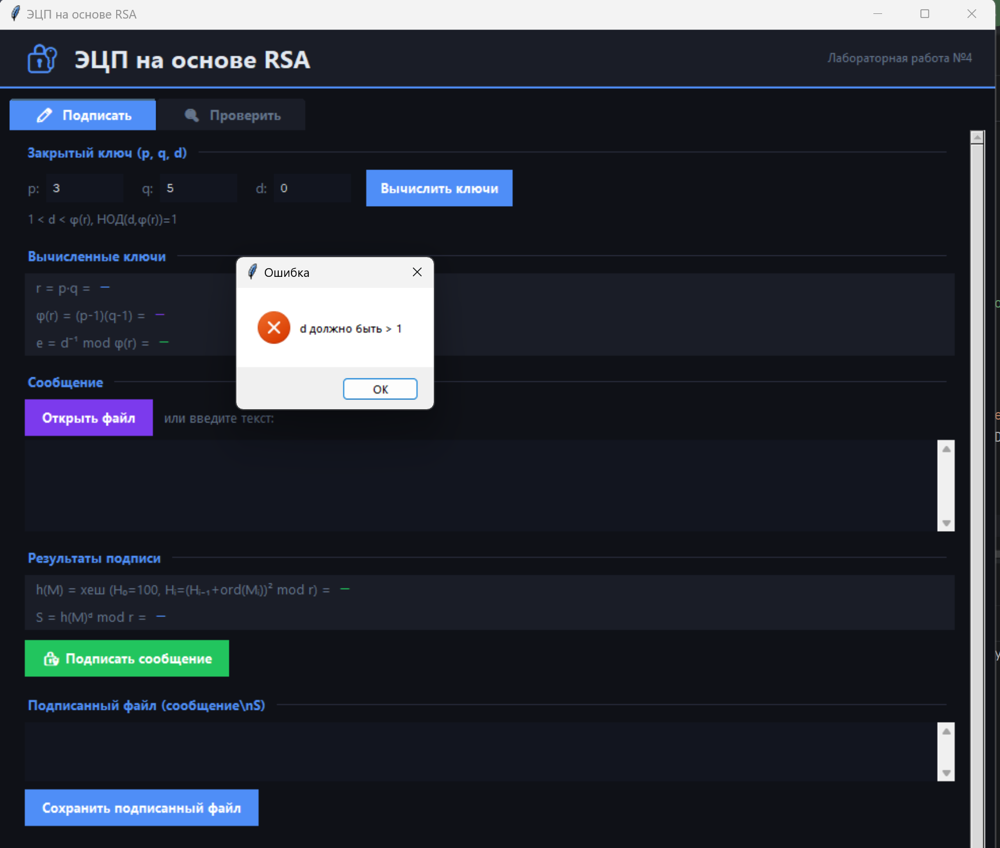 ЭЦП на основе RSA
ЭЦП на основе RSA
Лабораторная работа №4
Подписать
Проверить
Закрытый ключ (p, q, d)
p: 3 q: 5 d: 0 Вычислить ключи
1 < d < φ(r), НОД(d,φ(r))=1
Вычисленные ключи
r = p·q = —
φ(r) = (p-1)(q-1) = —
e = d⁻¹ mod φ(r) = —
Ошибка
d должно быть > 1
ОК
Сообщение
Открыть файл или введите текст:
Результаты подписи
h(M) = хеш (H₀=100, Hᵢ=(Hᵢ₋₁+ord(Mᵢ))² mod r) = —
S = h(M)ᵈ mod r = —
Подписать сообщение
Подписанный файл (сообщение\nS)
Сохранить подписанный файл